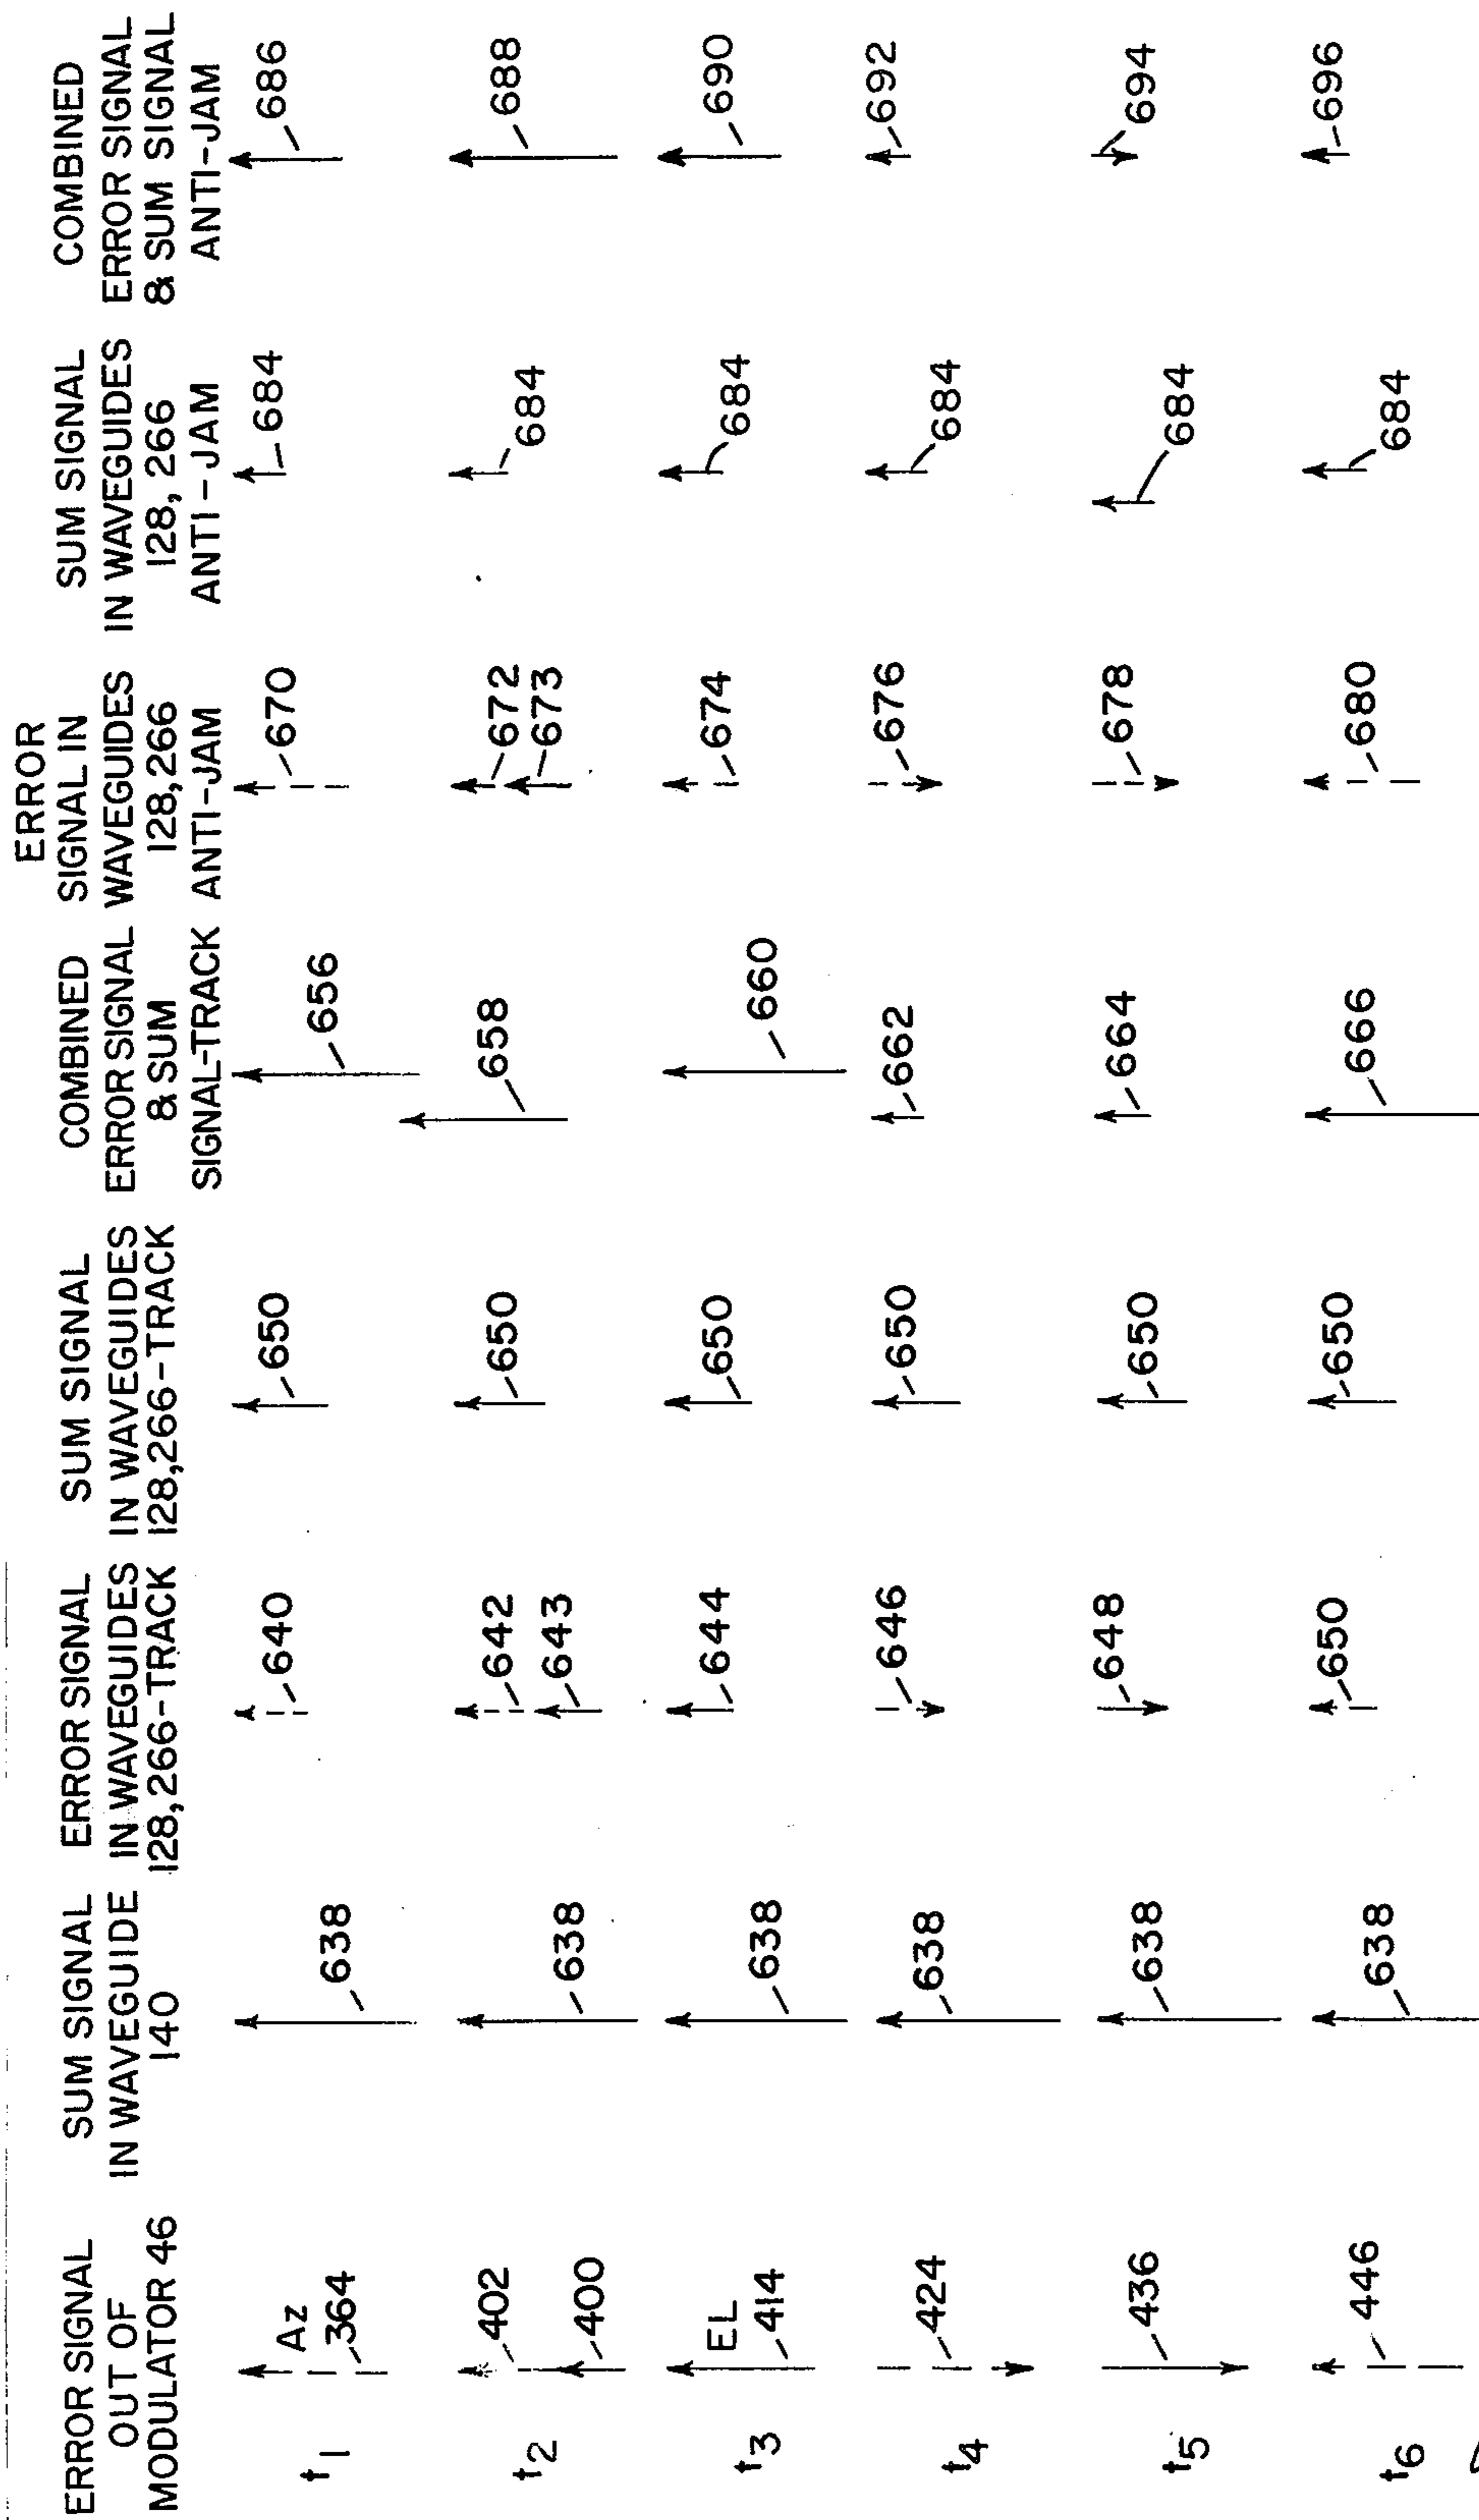 ERROR SIGNAL
OUT OF
MODULATOR 46
SUM SIGNAL
IN WAVEGUIDE
140
ERROR SIGNAL
IN WAVEGUIDES
128,266-TRACK
SUM SIGNAL
IN WAVEGUIDES
128,266-TRACK
COMBINED
ERROR SIGNAL
& SUM
SIGNAL-TRACK
ERROR
SIGNAL IN
WAVEGUIDES
128,266
ANTI-JAM
SUM SIGNAL
IN WAVEGUIDES
128, 266
ANTI-JAM
COMBINED
ERROR SIGNAL
& SUM SIGNAL
ANTI-JAM
t1
Az
364
638
640
650
656
670
684
686
t2
402
400
638
642
643
650
658
672
673
684
688
t3
EL
414
638
644
650
660
674
684
690
t4
424
638
646
650
662
676
684
692
t5
436
638
648
650
664
678
684
694
t6
446
638
650
650
666
680
684
696